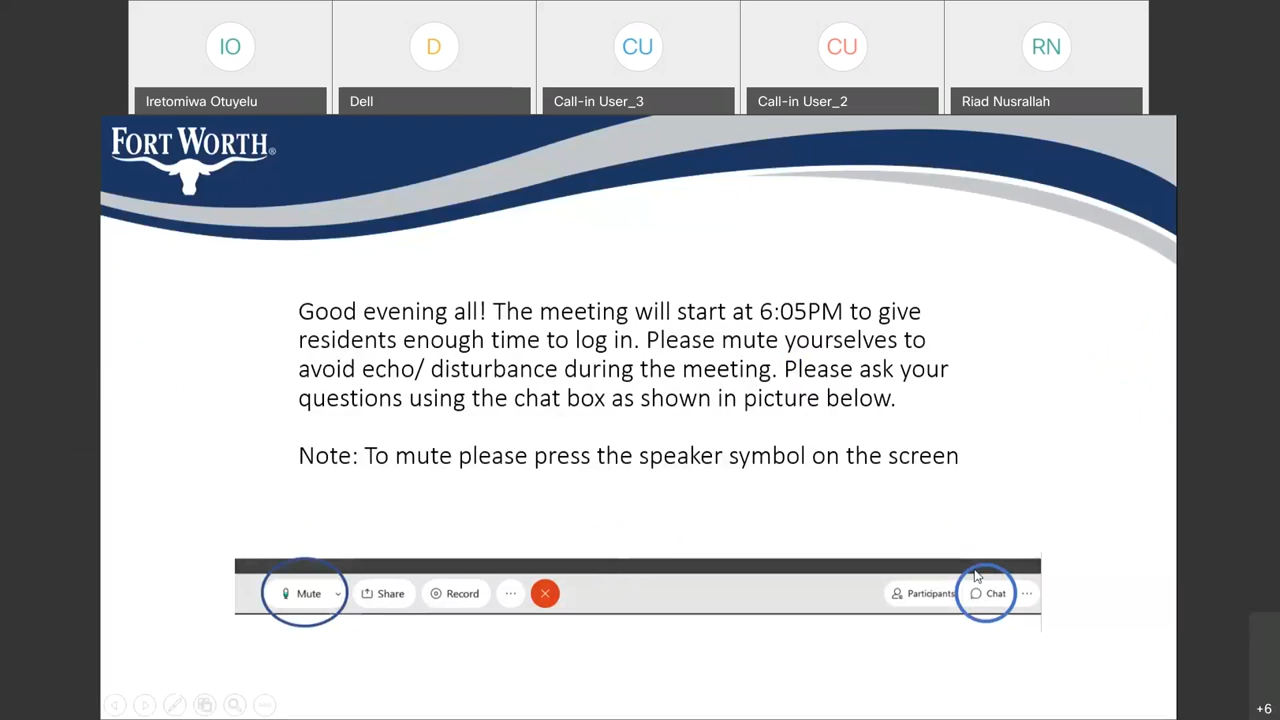 IO
D
CU
CU
RN
Iretomiwa Otuyelu
Dell
Call-in User_3
Call-in User_2
Riad Nusrallah
FORT WORTH®
Good evening all! The meeting will start at 6:05PM to give
residents enough time to log in. Please mute yourselves to
avoid echo/ disturbance during the meeting. Please ask your
questions using the chat box as shown in picture below.
Note: To mute please press the speaker symbol on the screen
Mute
Share
Record
Participants
Chat
+6